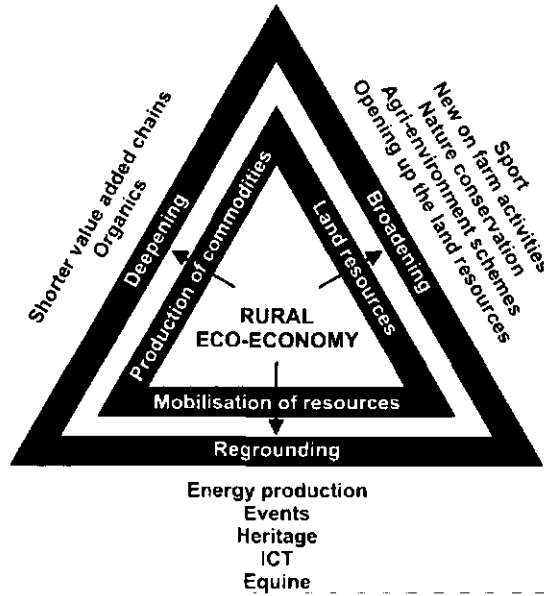 Shorter value added chains
Organics
Deepening
Production of commodities
Sport
New on farm activities
Nature conservation
Agri-environment schemes
Opening up the land resources
Broadening
Land resources
RURAL
ECO-ECONOMY
Mobilisation of resources
Regrounding
Energy production
Events
Heritage
ICT
Equine